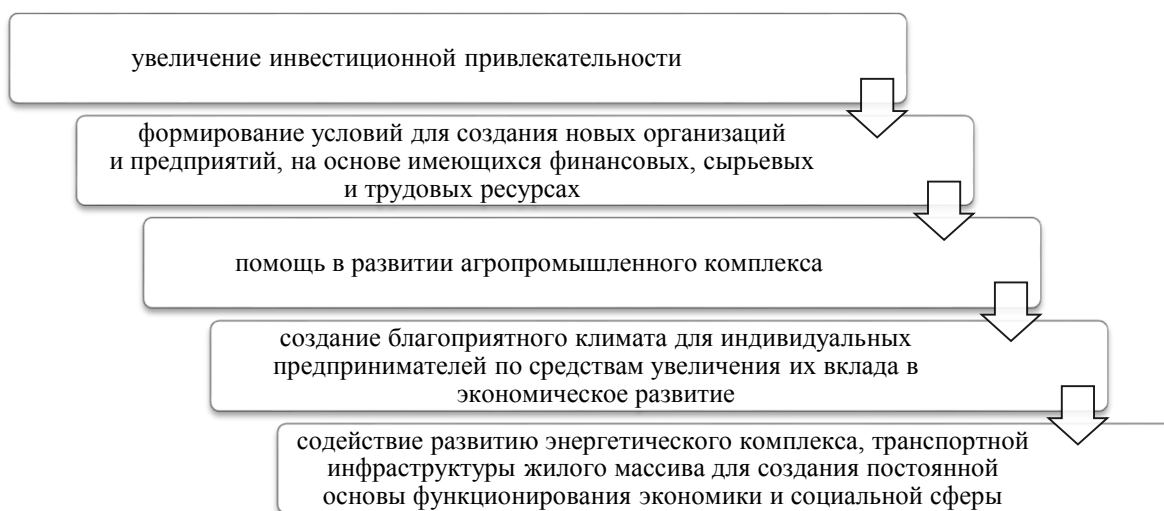 увеличение инвестиционной привлекательности
формирование условий для создания новых организаций
и предприятий, на основе имеющихся финансовых, сырьевых
и трудовых ресурсах
помощь в развитии агропромышленного комплекса
создание благоприятного климата для индивидуальных
предпринимателей по средствам увеличения их вклада в
экономическое развитие
содействие развитию энергетического комплекса, транспортной
инфраструктуры жилого массива для создания постоянной
основы функционирования экономики и социальной сферы